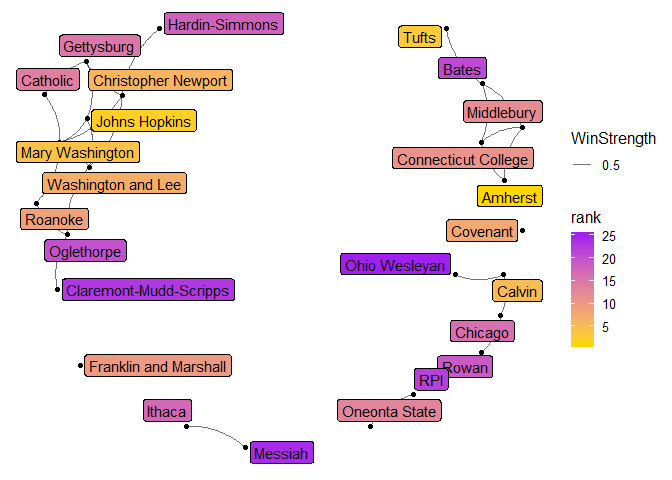 Hardin-Simmons
Tufts
Gettysburg
Bates
Catholic
Christopher Newport
Middlebury
Johns Hopkins
WinStrength
Mary Washington
Connecticut College
0.5
Washington and Lee
Amherst
Roanoke
rank
Covenant
25
Oglethorpe
20
Ohio Wesleyan
15
Claremont-Mudd-Scripps
Calvin
10
5
Chicago
Franklin and Marshall
Rowan
RPI
Ithaca
Oneonta State
Messiah